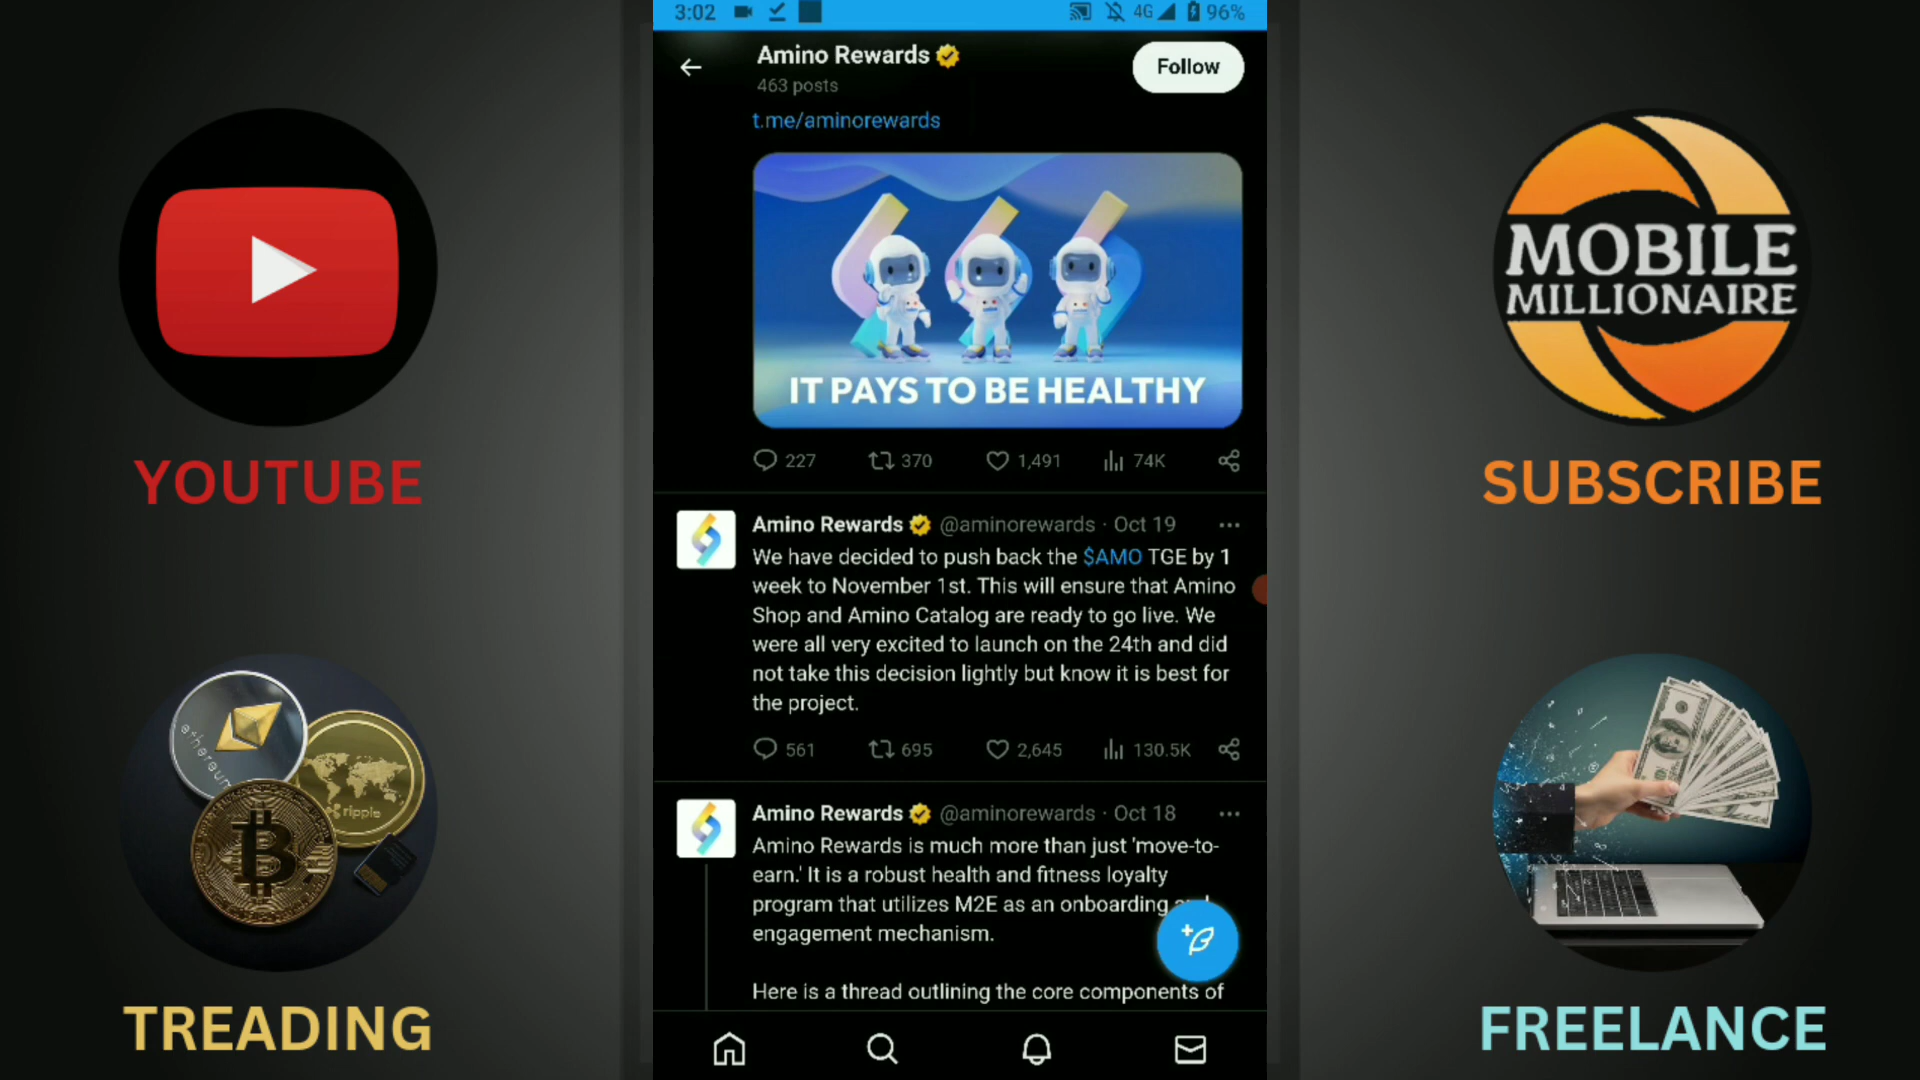 3:02
4G
96%
Amino Rewards
463 posts
Follow
t.me/aminorewards
IT PAYS TO BE HEALTHY
227
370
1,491
74K
Amino Rewards @aminorewards · Oct 19
We have decided to push back the $AMO TGE by 1
week to November 1st. This will ensure that Amino
Shop and Amino Catalog are ready to go live. We
were all very excited to launch on the 24th and did
not take this decision lightly but know it is best for
the project.
561
695
2,645
130.5K
Amino Rewards @aminorewards · Oct 18
Amino Rewards is much more than just 'move-to-
earn.' It is a robust health and fitness loyalty
program that utilizes M2E as an onboarding
engagement mechanism.
Here is a thread outlining the core components of
YOUTUBE
ethereum
ripple
TREADING
MOBILE
MILLIONAIRE
SUBSCRIBE
FREELANCE